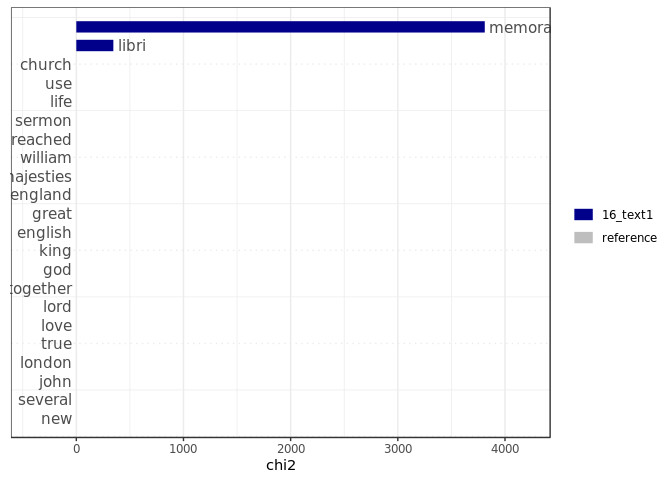 memora
libri
church
use
life
sermon
reached
william
najesties
england
great
english
king
god
together
lord
love
true
london
john
several
new
0 1000 2000 3000 4000
chi2
16_text1
reference